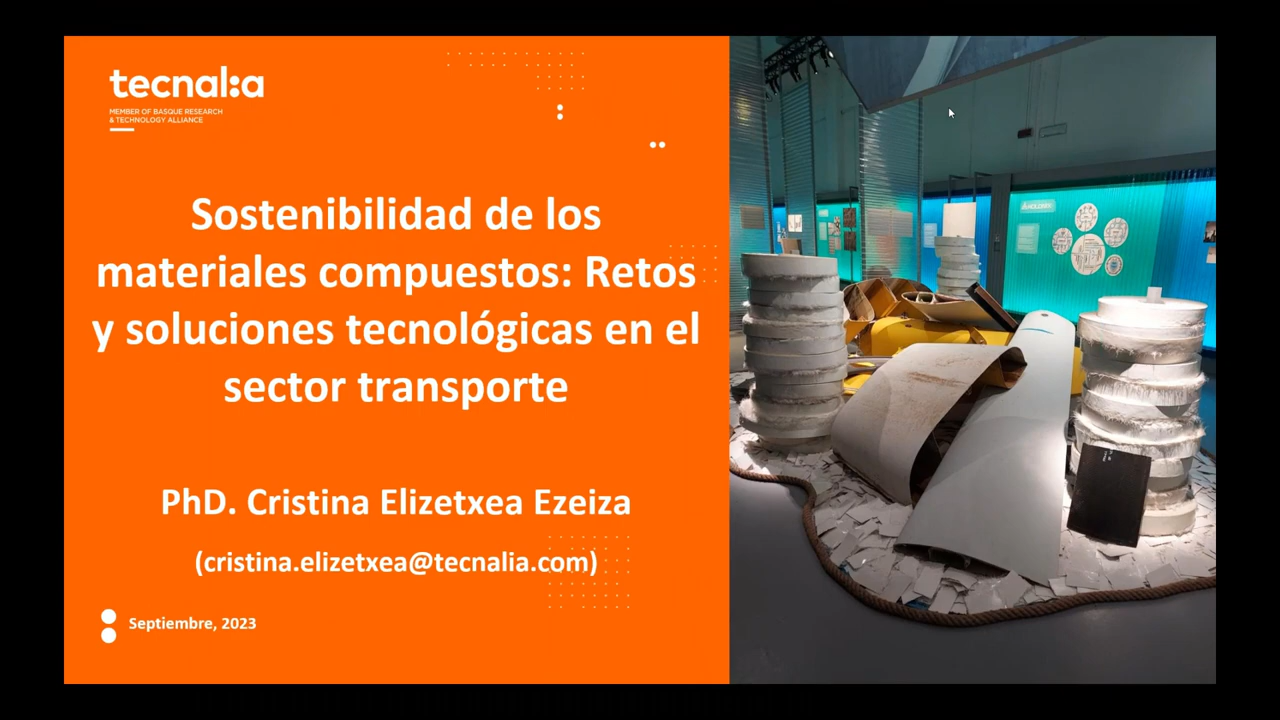 tecnal:a
MEMBER OF BASQUE RESEARCH
& TECHNOLOGY ALLIANCE
Sostenibilidad de los
materiales compuestos: Retos
y soluciones tecnológicas en el
sector transporte
PhD. Cristina Elizetxea Ezeiza
(cristina.elizetxea@tecnalia.com)
Septiembre, 2023